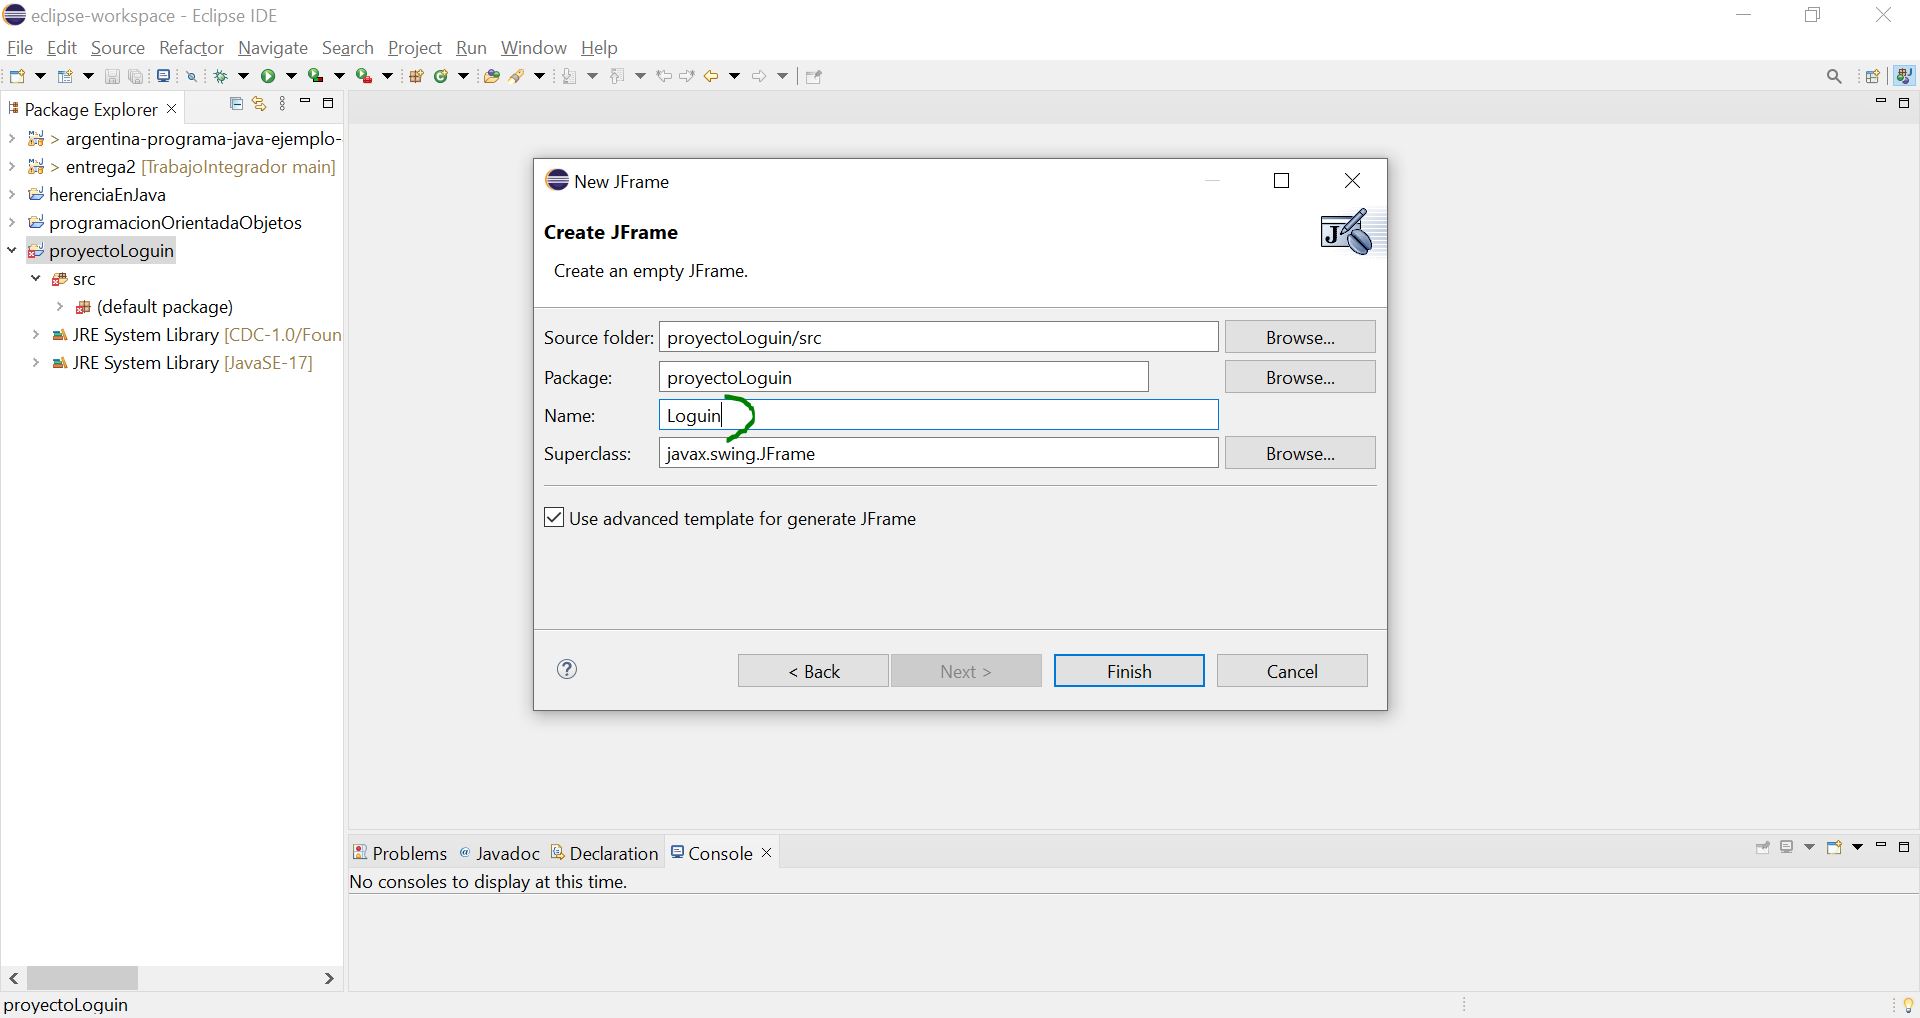 eclipse-workspace - Eclipse IDE
File Edit Source Refactor Navigate Search Project Run Window Help
Package Explorer
> argentina-programa-java-ejemplo-
> entrega2 [TrabajoIntegrador main]
herenciaEnJava
programacionOrientadaObjetos
proyectoLoguin
src
(default package)
JRE System Library [CDC-1.0/Foun
JRE System Library [JavaSE-17]
New JFrame
Create JFrame
Create an empty JFrame.
Source folder: proyectoLoguin/src Browse...
Package: proyectoLoguin Browse...
Name: Loguin
Superclass: javax.swing.JFrame Browse...
Use advanced template for generate JFrame
< Back Next > Finish Cancel
Problems @ Javadoc Declaration Console
No consoles to display at this time.
proyectoLoguin